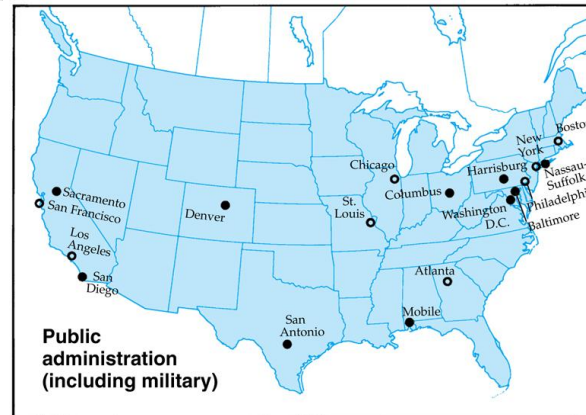 Boston
New
York
Chicago
Harrisburg
Nassau-
Suffolk
Columbus
Sacramento
San Francisco
Denver
St.
Louis
Washington
D.C.
Philadelphi
Baltimore
Los
Angeles
San
Diego
Atlanta
Mobile
San
Antonio
Public
administration
(including military)